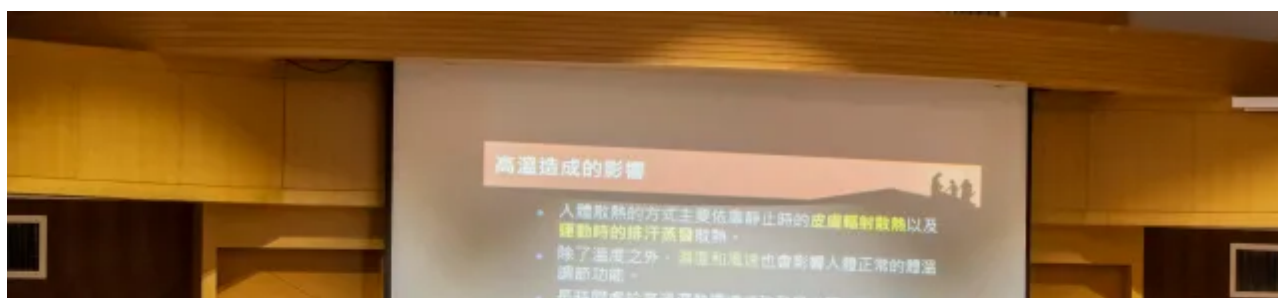 高溫造成的影響
人體散熱的方式主要依靠靜止時的皮膚輻射散熱以及
運動時的排汗蒸發散熱。
除了溫度之外，濕度和風速也會影響人體正常的體溫
調節功能。